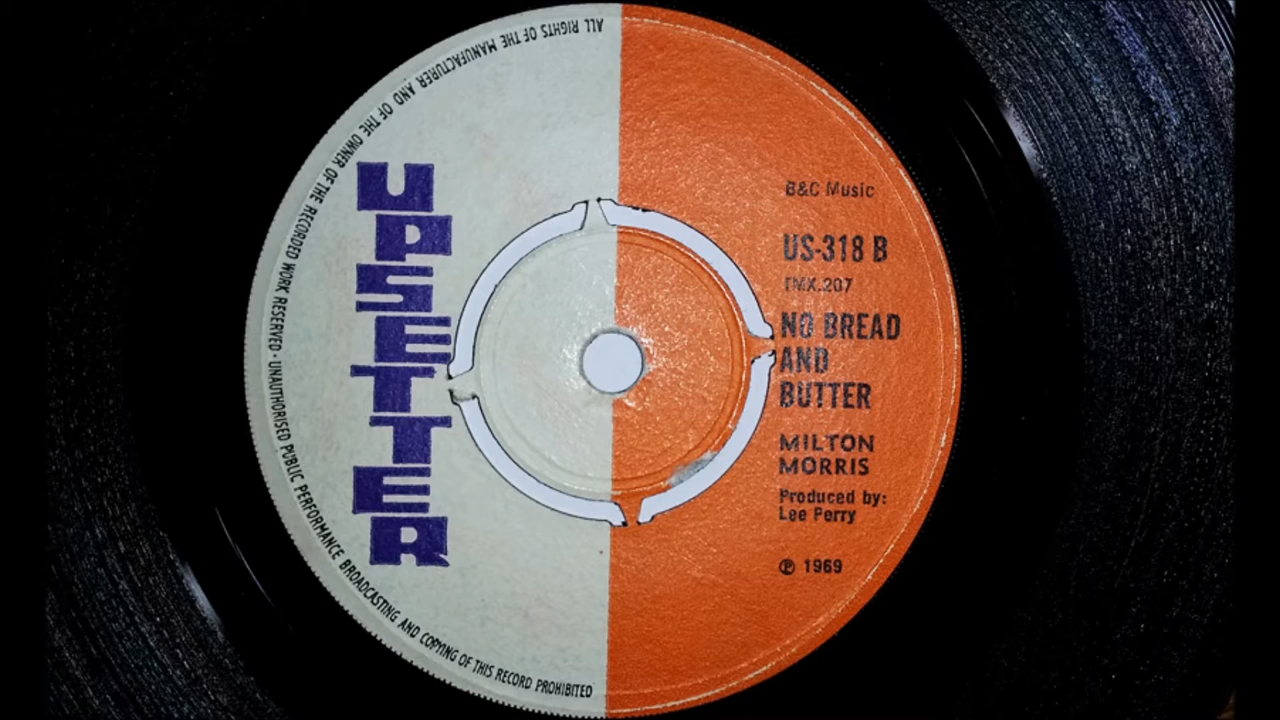 ALL RIGHTS OF THE MANUFACTURER AND OF THE OWNER OF THE RECORDED WORK RESERVED · UNAUTHORISED PUBLIC PERFORMANCE BROADCASTING AND COPYING OF THIS RECORD PROHIBITED
UPSETTER
B&C Music
US-318 B
TMX.207
NO BREAD
AND
BUTTER
MILTON
MORRIS
Produced by:
Lee Perry
℗ 1969